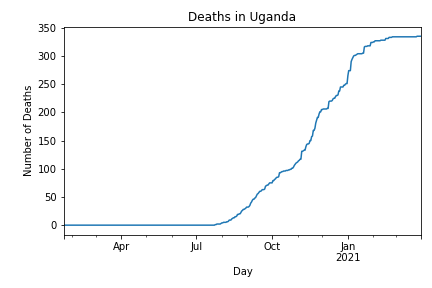 Deaths in Uganda
350
300
250
200
150
100
50
0
Number of Deaths
Apr
Jul
Oct
Jan
2021
Day